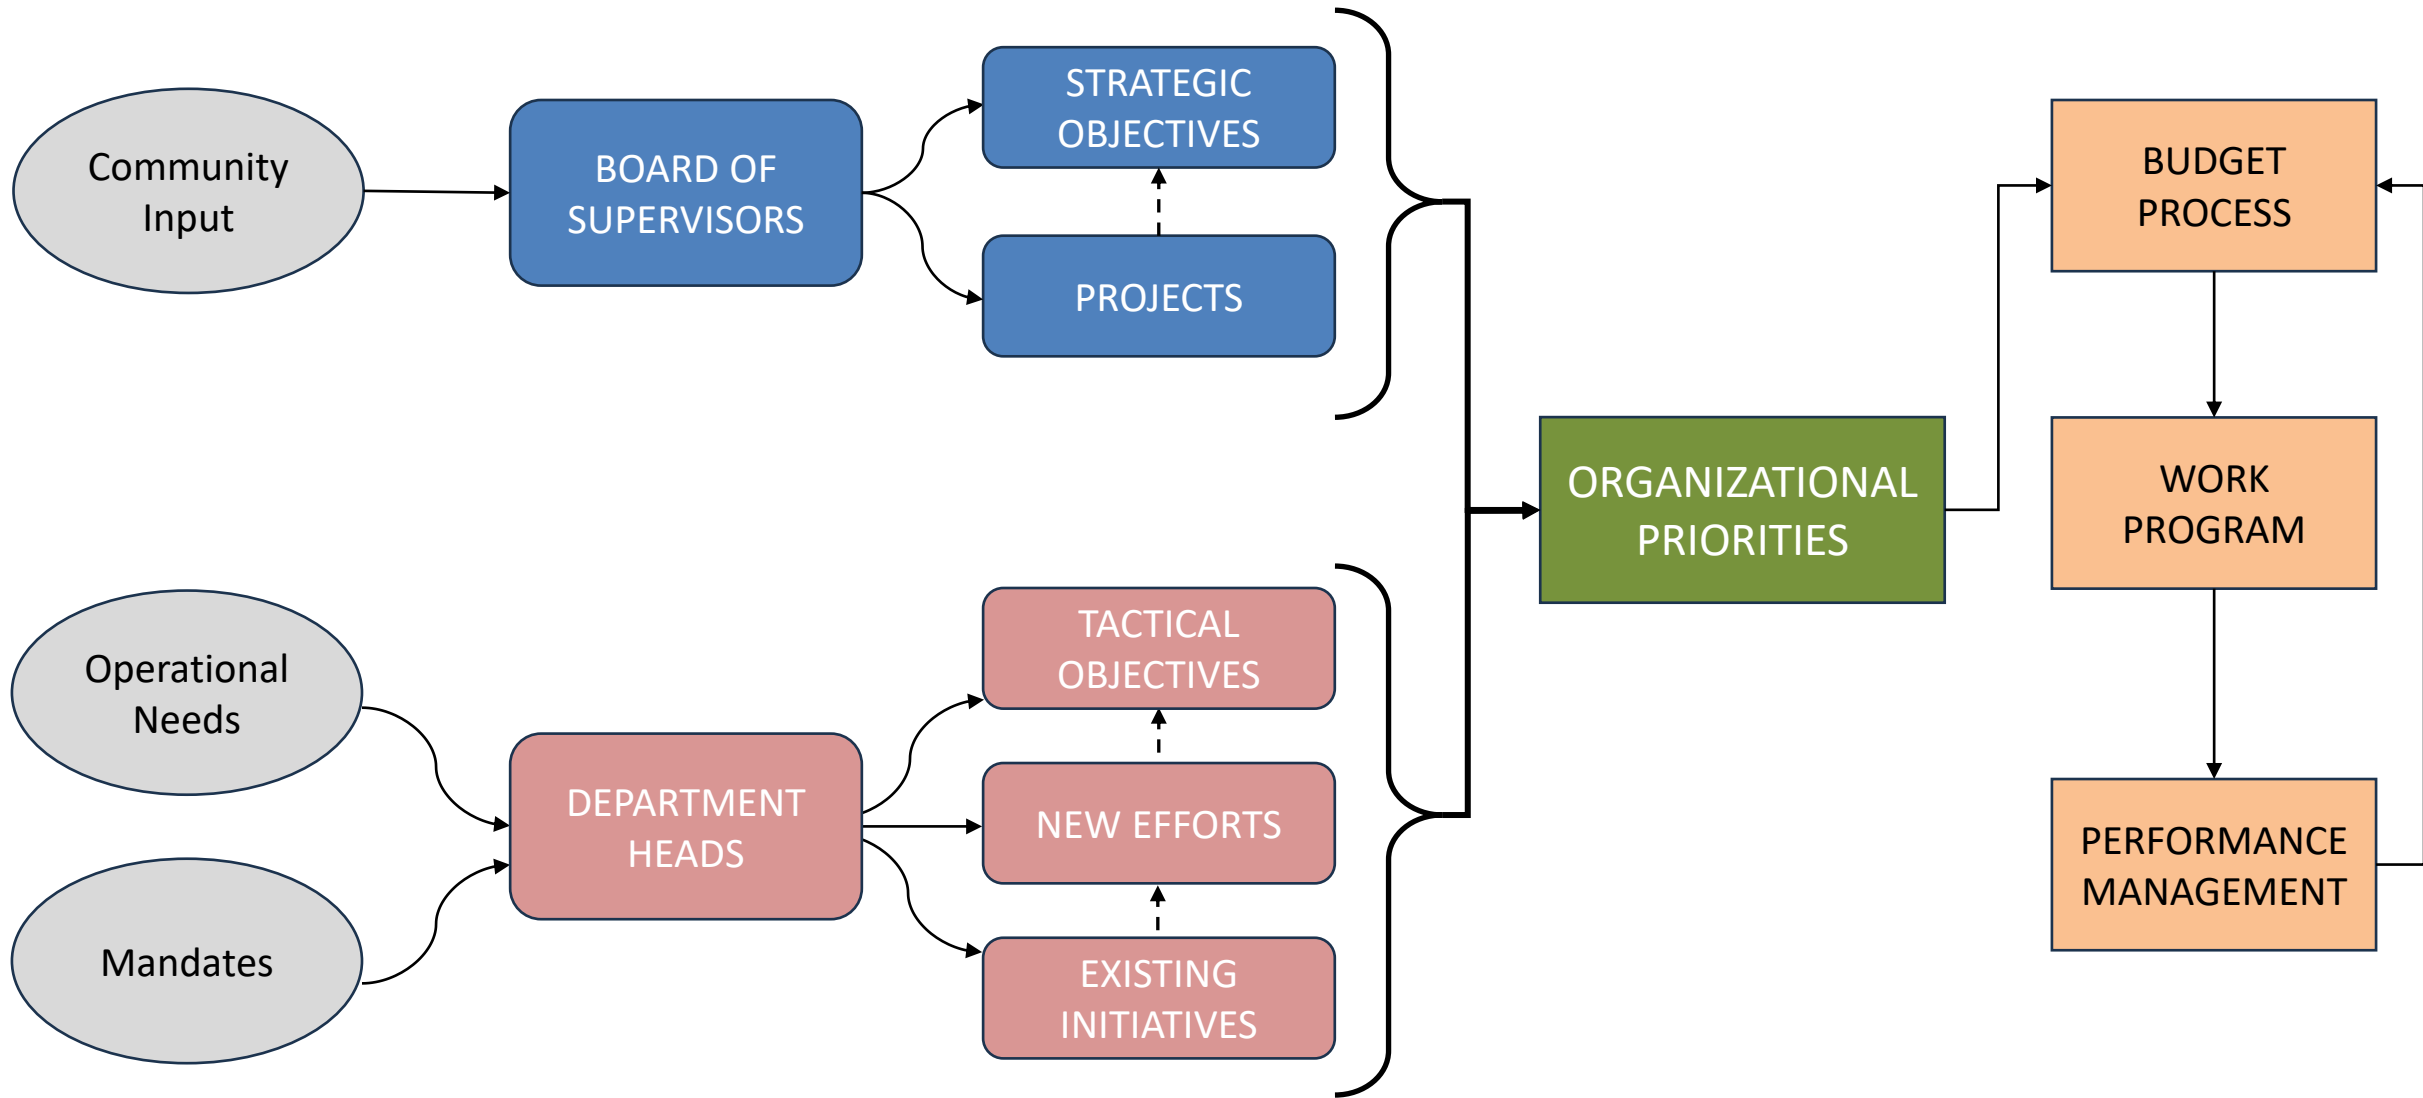 Community
Input
BOARD OF
SUPERVISORS
STRATEGIC
OBJECTIVES
PROJECTS
Operational
Needs
Mandates
DEPARTMENT
HEADS
TACTICAL
OBJECTIVES
NEW EFFORTS
EXISTING
INITIATIVES
ORGANIZATIONAL
PRIORITIES
BUDGET
PROCESS
WORK
PROGRAM
PERFORMANCE
MANAGEMENT